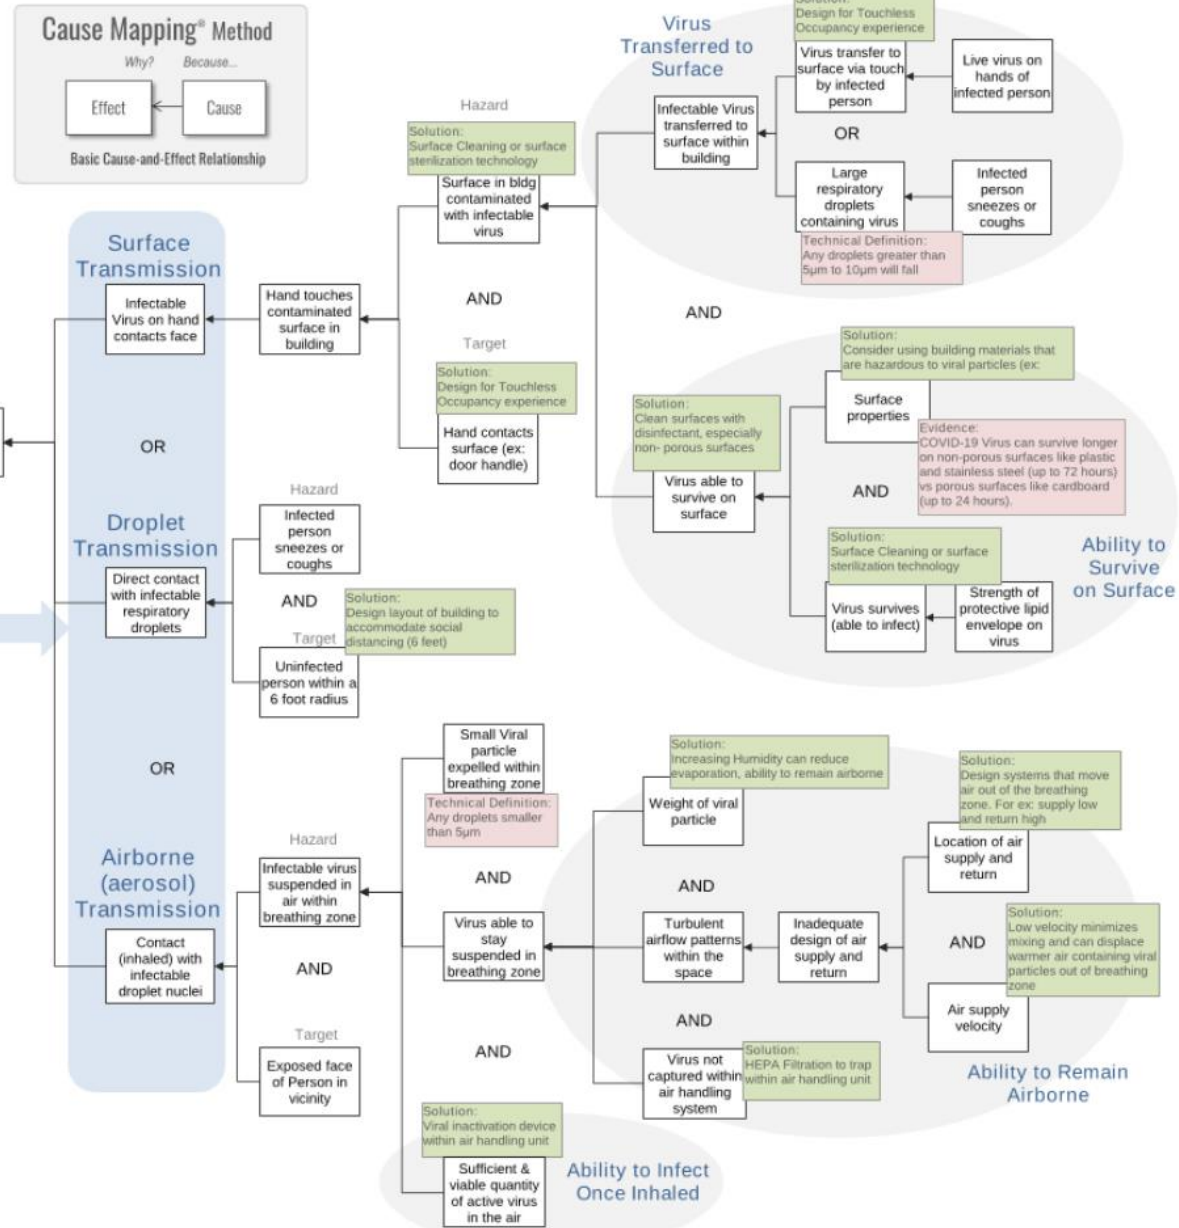 Cause Mapping® Method
Why? Because...
Effect
Cause
Basic Cause-and-Effect Relationship
Surface
Transmission
Infectable
Virus on hand
contacts face
Hand touches
contaminated
surface in
building
Hazard
Solution:
Surface Cleaning or surface
sterilization technology
Surface in bldg
contaminated
with infectable
virus
AND
Target
Solution:
Design for Touchless
Occupancy experience
Hand contacts
surface (ex:
door handle)
Virus
Transferred to
Surface
Infectable Virus
transferred to
surface within
building
Solution:
Design for Touchless
Occupancy experience
Virus transfer to
surface via touch
by infected
person
Live virus on
hands of
infected person
OR
Large
respiratory
droplets
containing virus
Infected
person
sneezes or
coughs
Technical Definition:
Any droplets greater than
5µm to 10µm will fall
AND
Solution:
Clean surfaces with
disinfectant, especially
non- porous surfaces
Virus able to
survive on
surface
Solution:
Consider using building materials that
are hazardous to viral particles (ex:
Surface
properties
Evidence:
COVID-19 Virus can survive longer
on non-porous surfaces like plastic
and stainless steel (up to 72 hours)
vs porous surfaces like cardboard
(up to 24 hours).
AND
Solution:
Surface Cleaning or surface
sterilization technology
Virus survives
(able to infect)
Strength of
protective lipid
envelope on
virus
Ability to
Survive
on Surface
OR
Droplet
Transmission
Direct contact
with infectable
respiratory
droplets
Hazard
Infected
person
sneezes or
coughs
AND
Solution:
Design layout of building to
accommodate social
distancing (6 feet)
Target
Uninfected
person within a
6 foot radius
OR
Airborne
(aerosol)
Transmission
Contact
(inhaled) with
infectable
droplet nuclei
Hazard
Infectable virus
suspended in
air within
breathing zone
AND
Target
Exposed face
of Person in
vicinity
Small Viral
particle
expelled within
breathing zone
Technical Definition:
Any droplets smaller
than 5µm
AND
Virus able to
stay
suspended in
breathing zone
AND
Solution:
Viral inactivation device
within air handling unit
Sufficient &
viable quantity
of active virus
in the air
Ability to Infect
Once Inhaled
Solution:
Increasing Humidity can reduce
evaporation, ability to remain airborne
Weight of viral
particle
AND
Turbulent
airflow patterns
within the
space
Inadequate
design of air
supply and
return
AND
Virus not
captured within
air handling
system
Solution:
HEPA Filtration to trap
within air handling unit
Solution:
Design systems that move
air out of the breathing
zone. For ex: supply low
and return high
Location of air
supply and
return
AND
Solution:
Low velocity minimizes
mixing and can displace
warmer air containing viral
particles out of breathing
zone
Air supply
velocity
Ability to Remain
Airborne